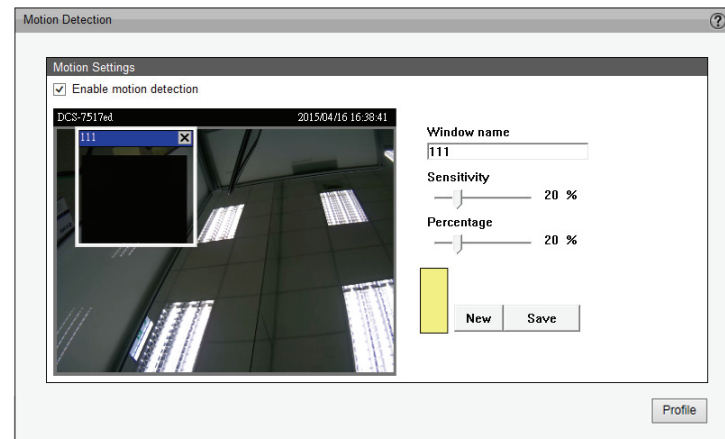 Motion Detection
?
Motion Settings
Enable motion detection
DCS-7517ed 2015/04/16 16:38:41
111
Window name
111
Sensitivity
20 %
Percentage
20 %
New Save
Profile